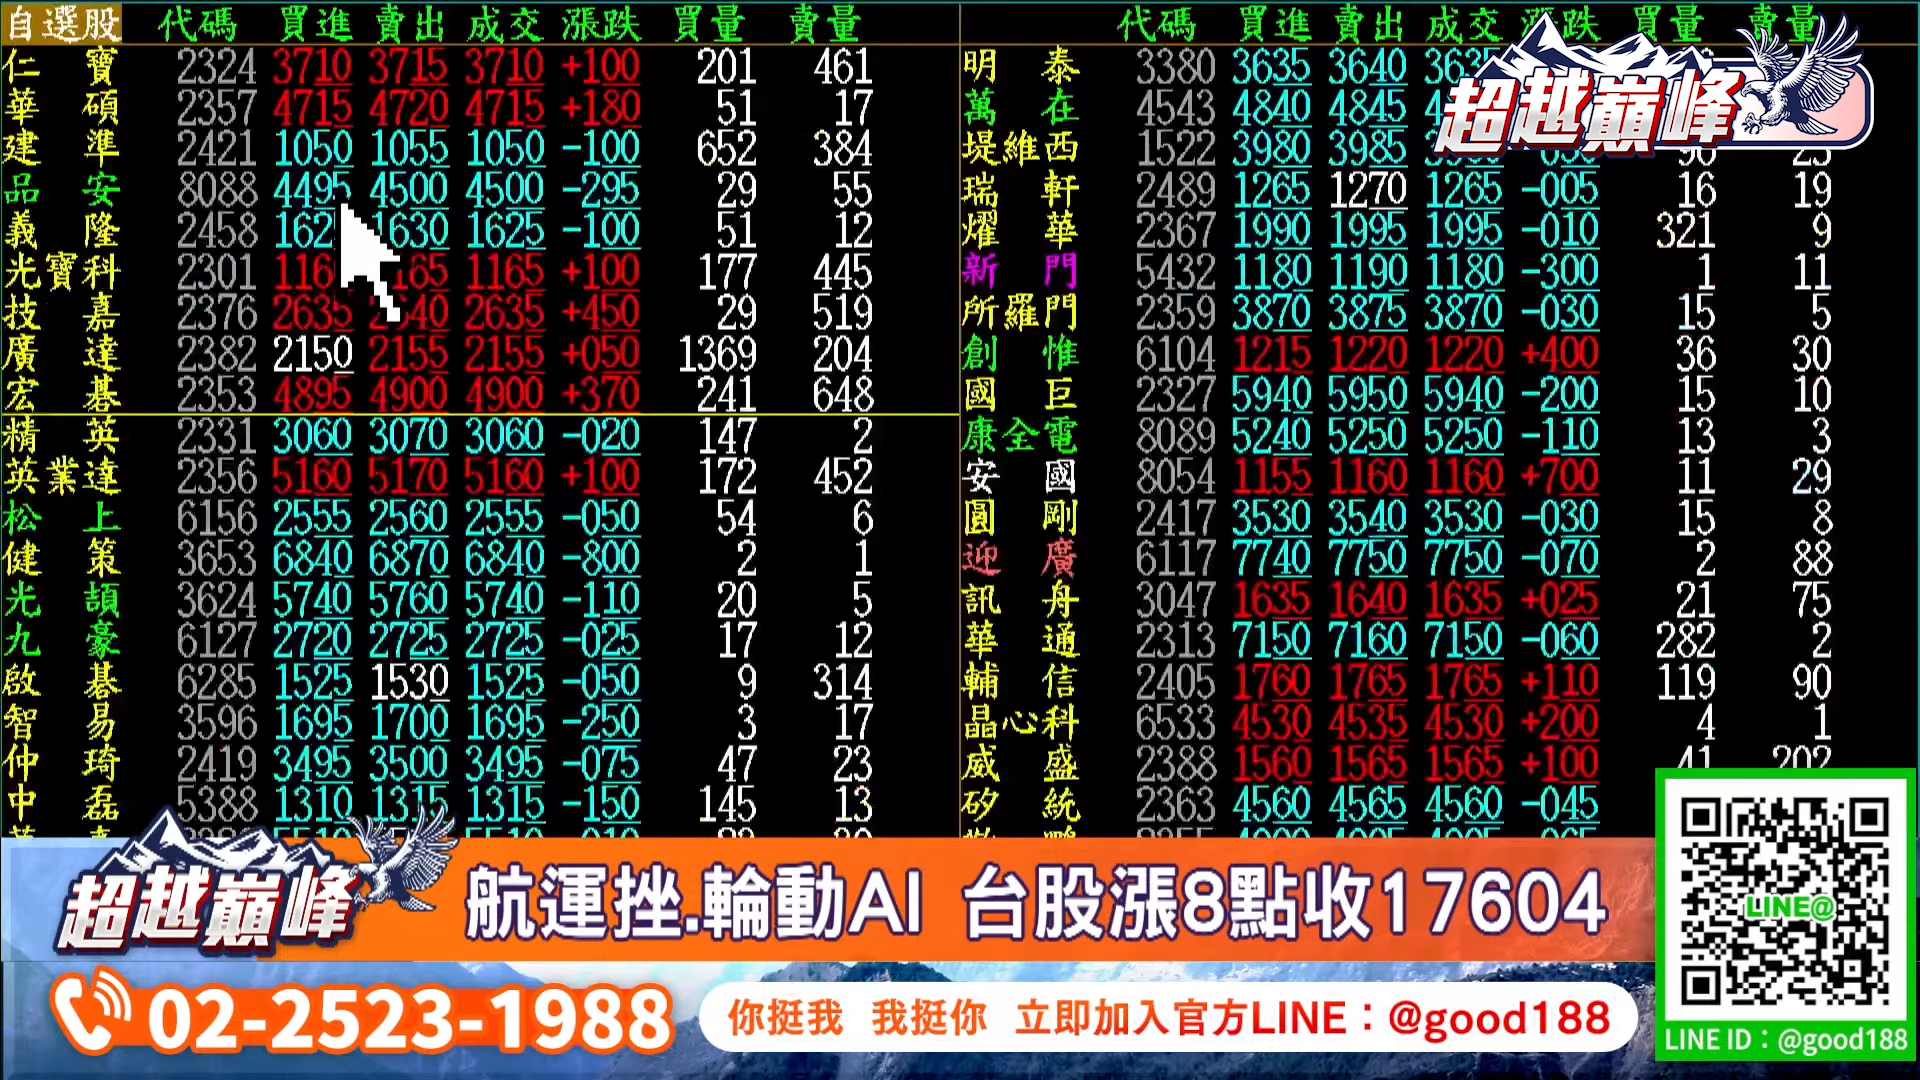 自選股 代碼 買進 賣出 成交 漲跌 買量 賣量
仁寶 2324 3710 3715 3710 +100 201 461
華碩 2357 4715 4720 4715 +180 51 17
建準 2421 1050 1055 1050 -100 652 384
品安 8088 4495 4500 4500 -295 29 55
義隆 2458 162 1630 1625 -100 51 12
光寶科 2301 116 165 1165 +100 177 445
技嘉 2376 2635 2640 2635 +450 29 519
廣達 2382 2150 2155 2155 +050 1369 204
宏碁 2353 4895 4900 4900 +370 241 648
精英 2331 3060 3070 3060 -020 147 2
英業達 2356 5160 5170 5160 +100 172 452
松上 6156 2555 2560 2555 -050 54 6
健策 3653 6840 6870 6840 -800 2 1
光頡 3624 5740 5760 5740 -110 20 5
九豪 6127 2720 2725 2725 -025 17 12
啟碁 6285 1525 1530 1525 -050 9 314
智易 3596 1695 1700 1695 -250 3 17
仲琦 2419 3495 3500 3495 -075 47 23
中磊 5388 1310 1315 1315 -150 145 13
代碼 買進 賣出 成交 漲跌 買量 賣量
明泰 3380 3635 3640 3635
萬在 4543 4840 4845
堤維西 1522 3980 3985
瑞軒 2489 1265 1270 1265 -005 16 19
燿華 2367 1990 1995 1995 -010 321 9
新門 5432 1180 1190 1180 -300 1 11
所羅門 2359 3870 3875 3870 -030 15 5
創惟 6104 1215 1220 1220 +400 36 30
國巨 2327 5940 5950 5940 -200 15 10
康全電 8089 5240 5250 5250 -110 13 3
安國 8054 1155 1160 1160 +700 11 29
圓剛 2417 3530 3540 3530 -030 15 8
迎廣 6117 7740 7750 7750 -070 2 88
訊舟 3047 1635 1640 1635 +025 21 75
華通 2313 7150 7160 7150 -060 282 2
輔信 2405 1760 1765 1765 +110 119 90
晶心科 6533 4530 4535 4530 +200 4 1
威盛 2388 1560 1565 1565 +100 41 202
矽統 2363 4560 4565 4560 -045
超越巔峰
超越巔峰
航運挫.輪動AI 台股漲8點收17604
02-2523-1988
你挺我 我挺你 立即加入官方LINE：@good188
LINE@
LINE ID：@good188